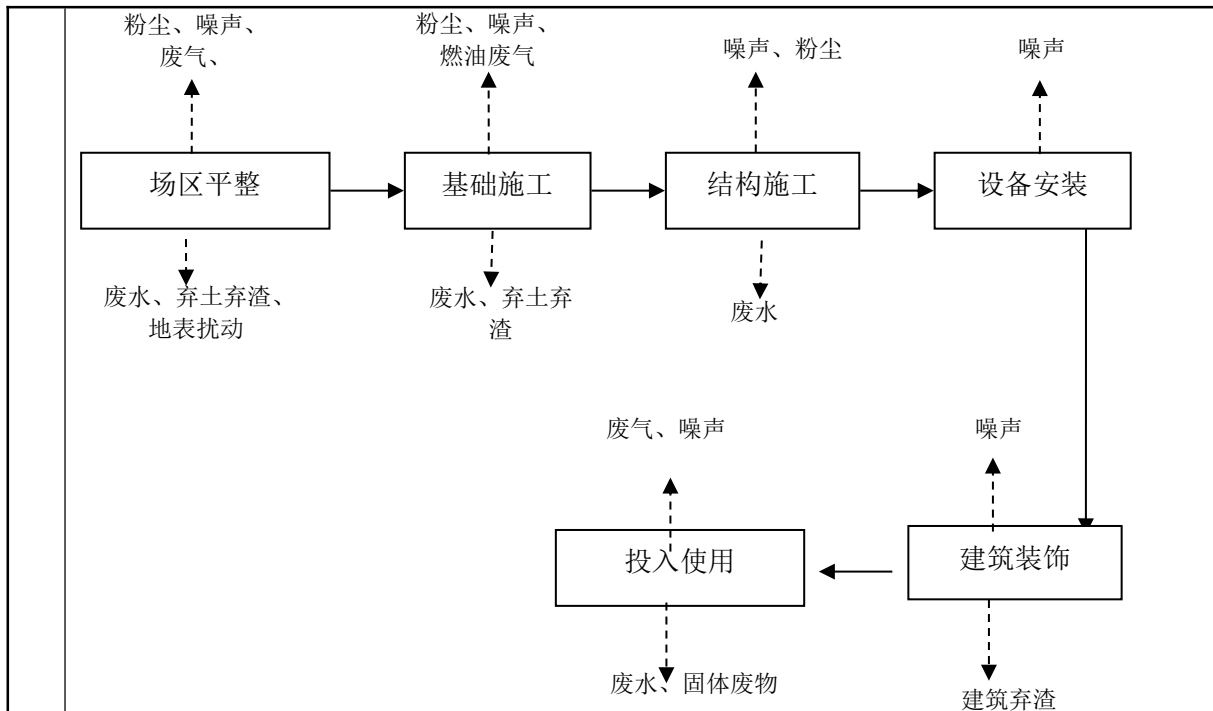 粉尘、噪声、
废气、
粉尘、噪声、
燃油废气
噪声、粉尘
噪声
场区平整
基础施工
结构施工
设备安装
废水、弃土弃渣、
地表扰动
废水、弃土弃
渣
废水
废气、噪声
噪声
投入使用
建筑装饰
废水、固体废物
建筑弃渣